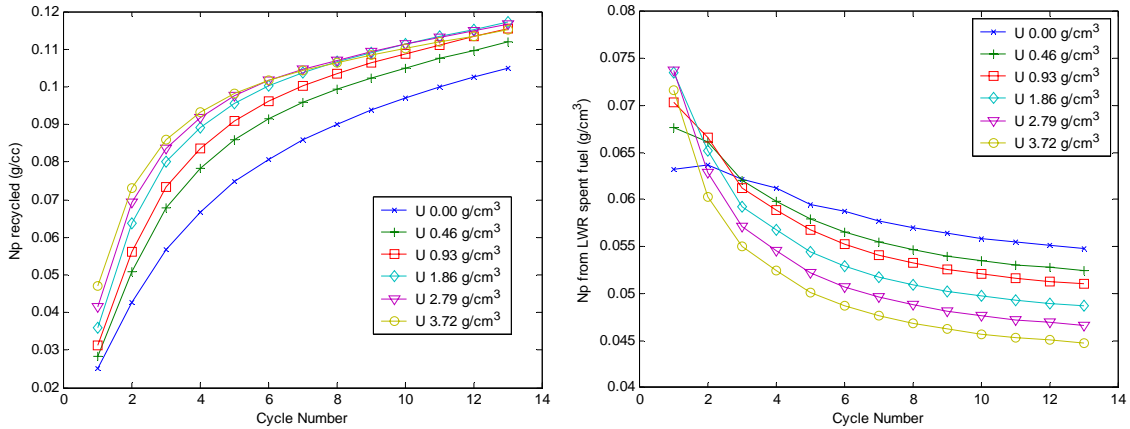 Np recycled (g/cc)
0.12
0.11
0.1
0.09
0.08
0.07
0.06
0.05
0.04
0.03
0.02
0
2
4
6
8
10
12
14
Cycle Number
U 0.00 g/cm³
U 0.46 g/cm³
U 0.93 g/cm³
U 1.86 g/cm³
U 2.79 g/cm³
U 3.72 g/cm³
Np from LWR spent fuel (g/cm³)
0.08
0.075
0.07
0.065
0.06
0.055
0.05
0.045
0.04
0
2
4
6
8
10
12
14
Cycle Number
U 0.00 g/cm³
U 0.46 g/cm³
U 0.93 g/cm³
U 1.86 g/cm³
U 2.79 g/cm³
U 3.72 g/cm³